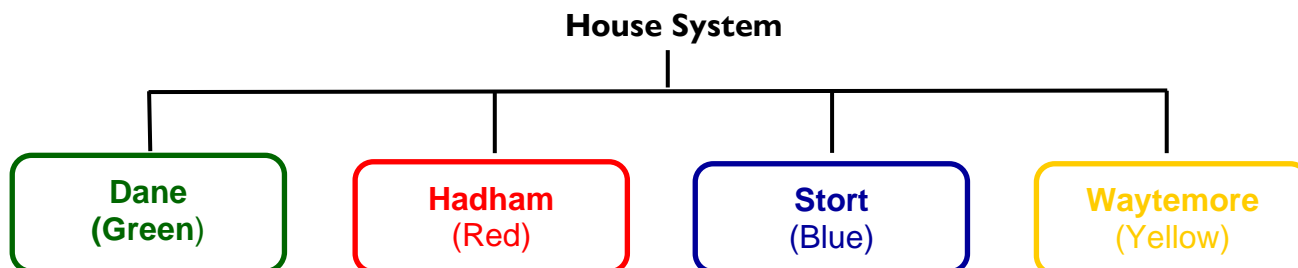 House System
Dane
(Green)
Hadham
(Red)
Stort
(Blue)
Waytemore
(Yellow)